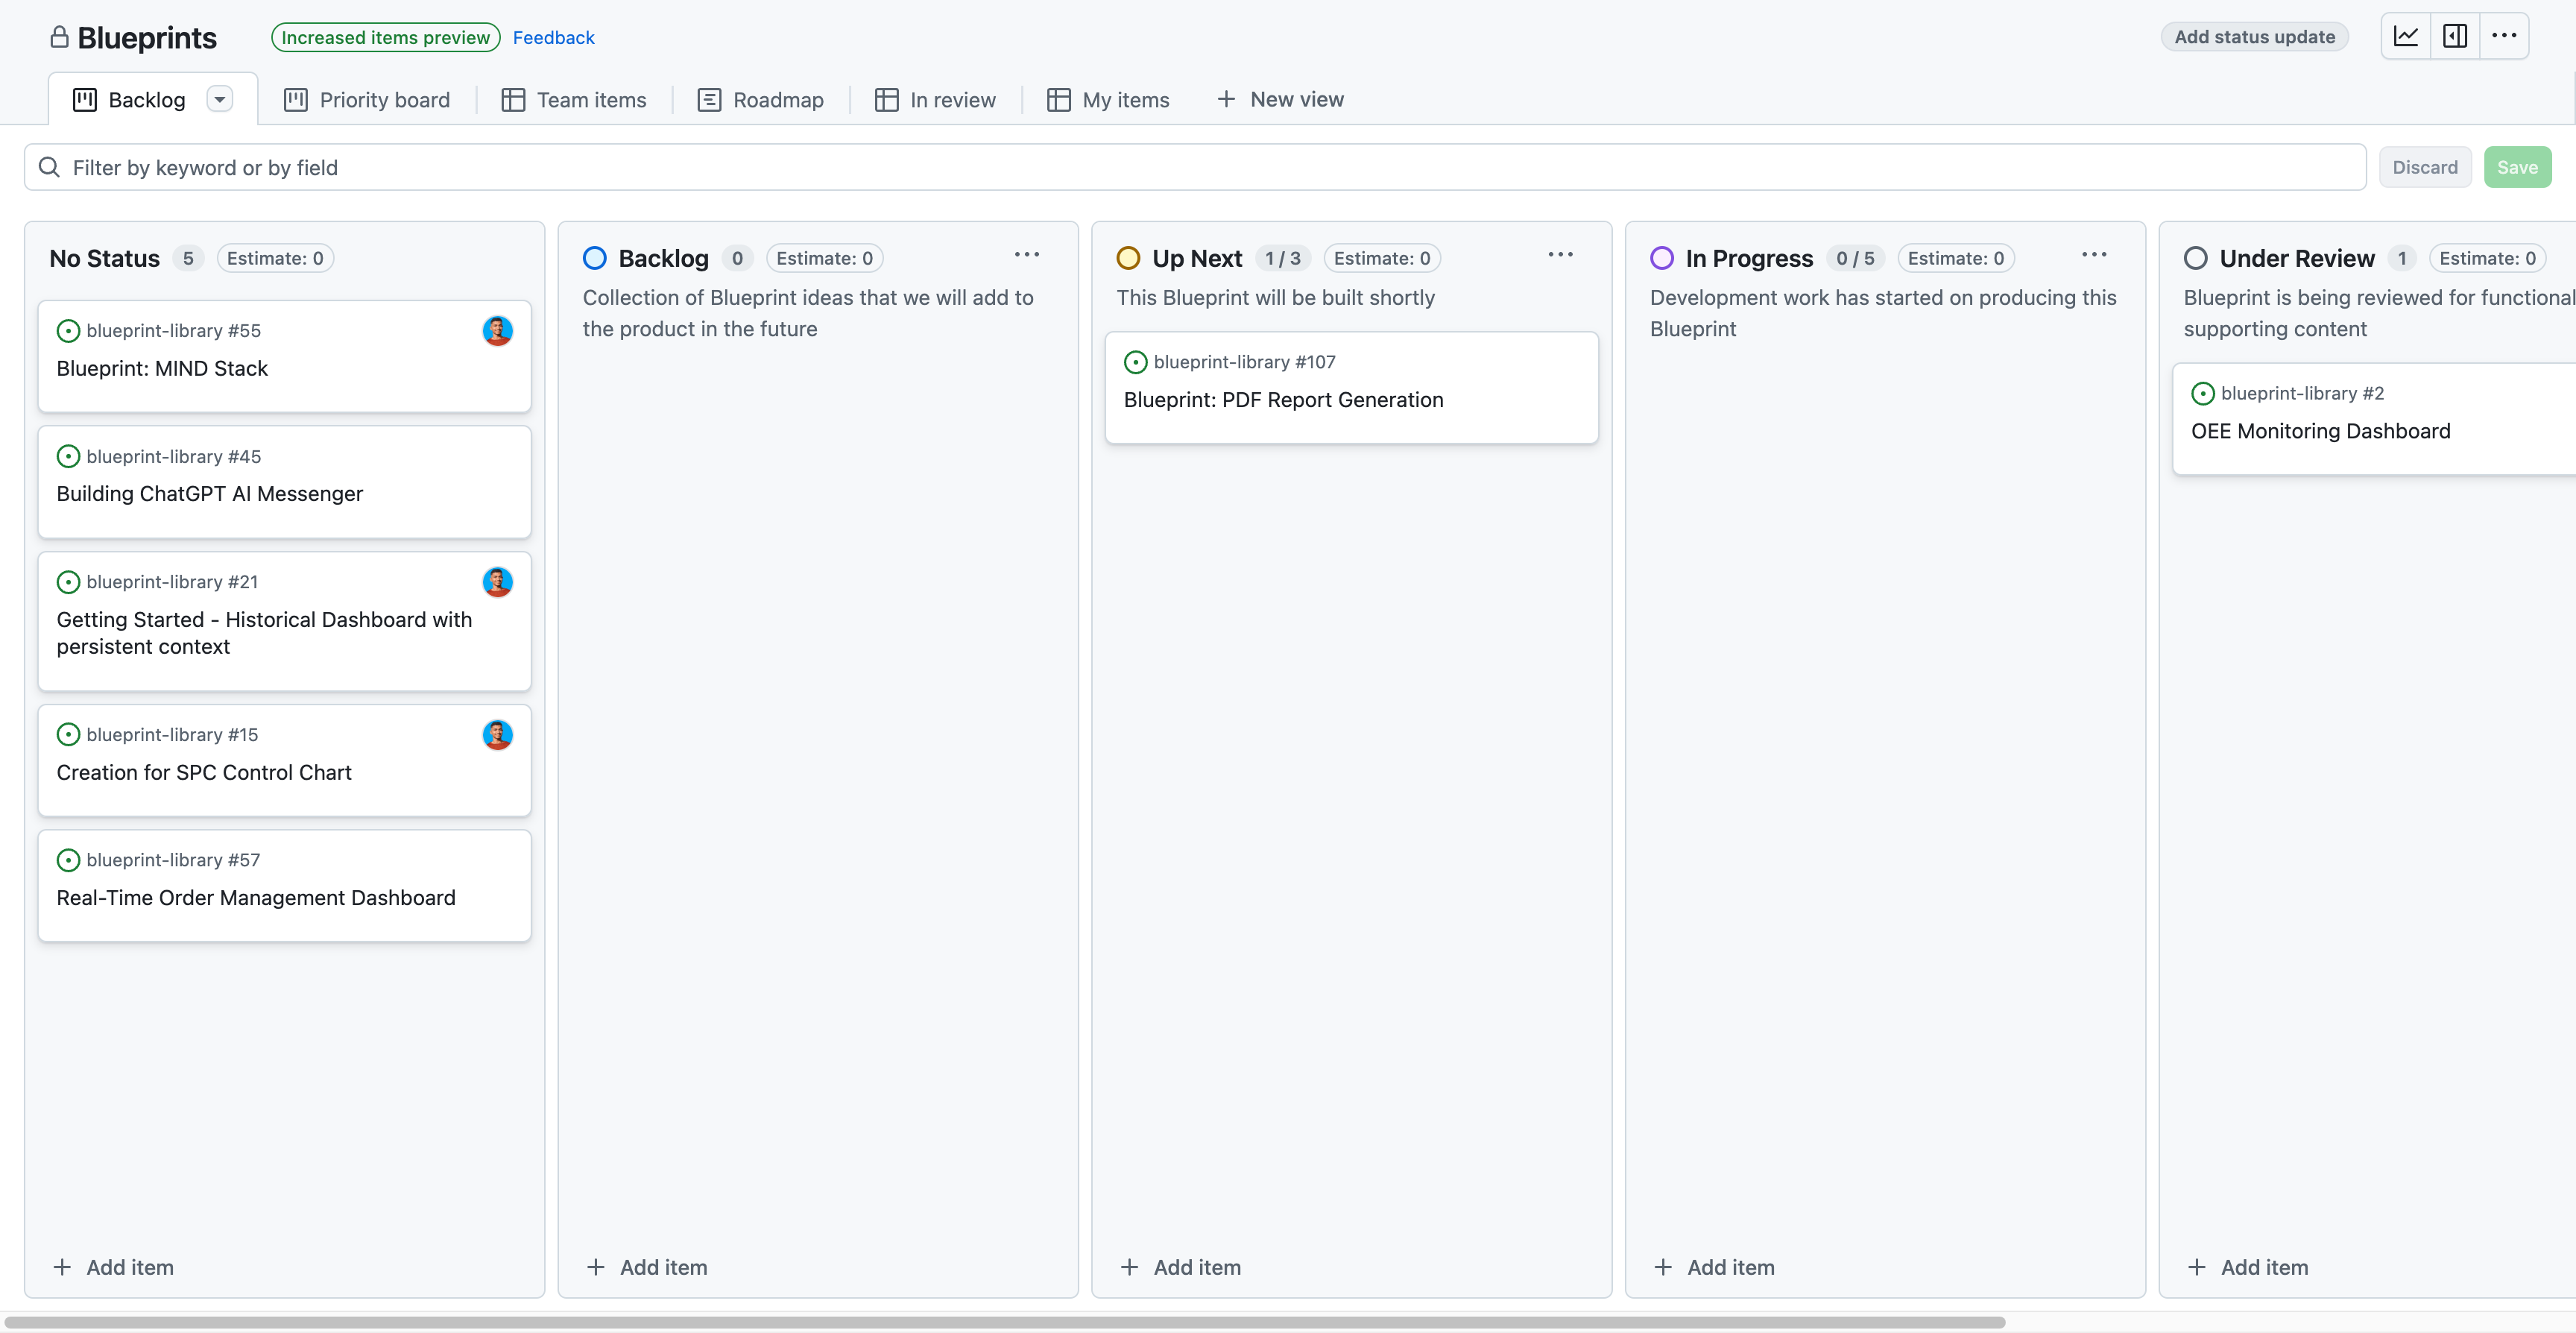 Blueprints
Increased items preview
Feedback
Add status update
Backlog
Priority board
Team items
Roadmap
In review
My items
New view
Filter by keyword or by field
Discard
Save
No Status 5 Estimate: 0
blueprint-library #55
Blueprint: MIND Stack
blueprint-library #45
Building ChatGPT AI Messenger
blueprint-library #21
Getting Started - Historical Dashboard with
persistent context
blueprint-library #15
Creation for SPC Control Chart
blueprint-library #57
Real-Time Order Management Dashboard
Add item
Backlog 0 Estimate: 0
Collection of Blueprint ideas that we will add to
the product in the future
Add item
Up Next 1 / 3 Estimate: 0
This Blueprint will be built shortly
blueprint-library #107
Blueprint: PDF Report Generation
Add item
In Progress 0 / 5 Estimate: 0
Development work has started on producing this
Blueprint
Add item
Under Review 1 Estimate: 0
Blueprint is being reviewed for functional
supporting content
blueprint-library #2
OEE Monitoring Dashboard
Add item